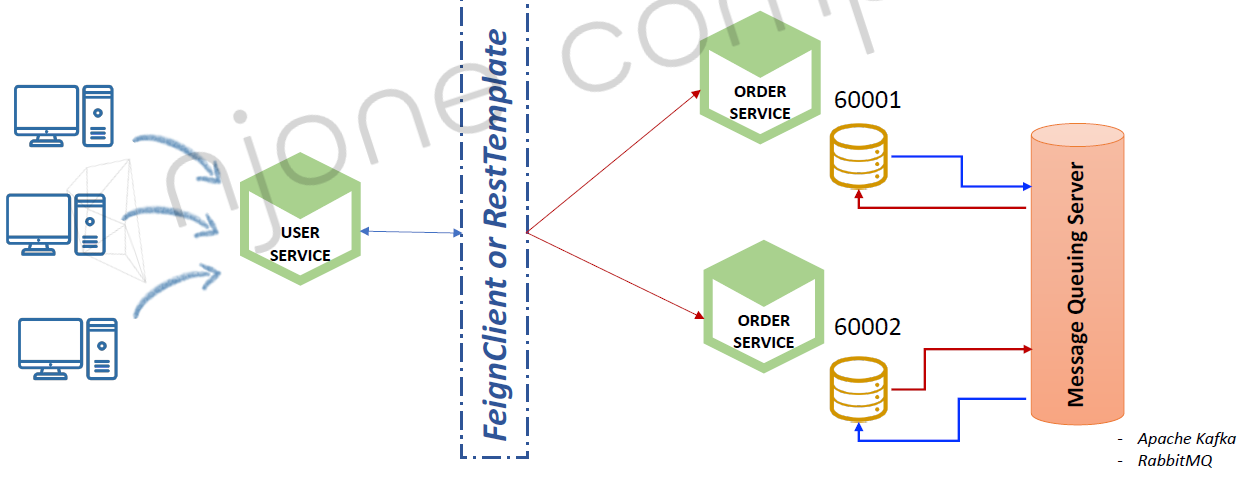 njone comp
FeignClient or RestTemplate
ORDER
SERVICE
60001
USER
SERVICE
ORDER
SERVICE
60002
Message Queuing Server
- Apache Kafka
- RabbitMQ